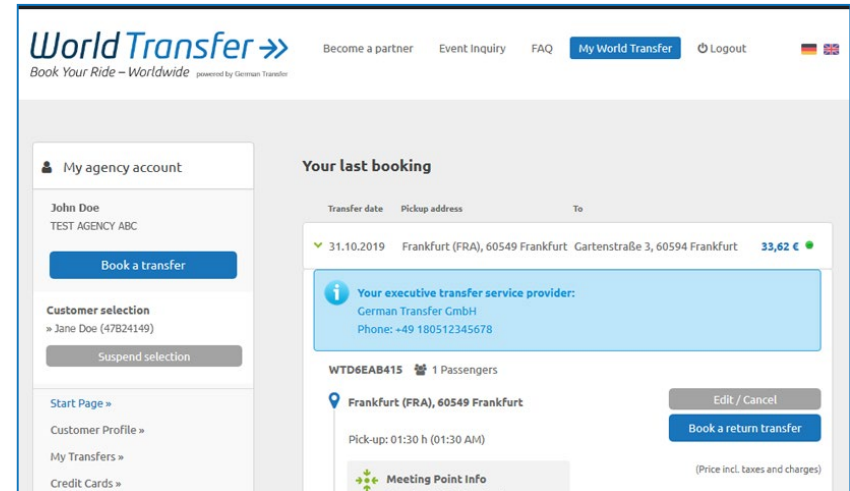 World Transfer
Book Your Ride – Worldwide powered by German Transfer
Become a partner Event Inquiry FAQ My World Transfer Logout
My agency account
John Doe
TEST AGENCY ABC
Book a transfer
Customer selection
» Jane Doe (47B24149)
Suspend selection
Start Page »
Customer Profile »
My Transfers »
Credit Cards »
Your last booking
Transfer date Pickup address To
31.10.2019 Frankfurt (FRA), 60549 Frankfurt Gartenstraße 3, 60594 Frankfurt 33,62 €
Your executive transfer service provider:
German Transfer GmbH
Phone: +49 180512345678
WTD6EAB415 1 Passengers
Frankfurt (FRA), 60549 Frankfurt
Edit / Cancel
Book a return transfer
Pick-up: 01:30 h (01:30 AM)
(Price incl. taxes and charges)
Meeting Point Info